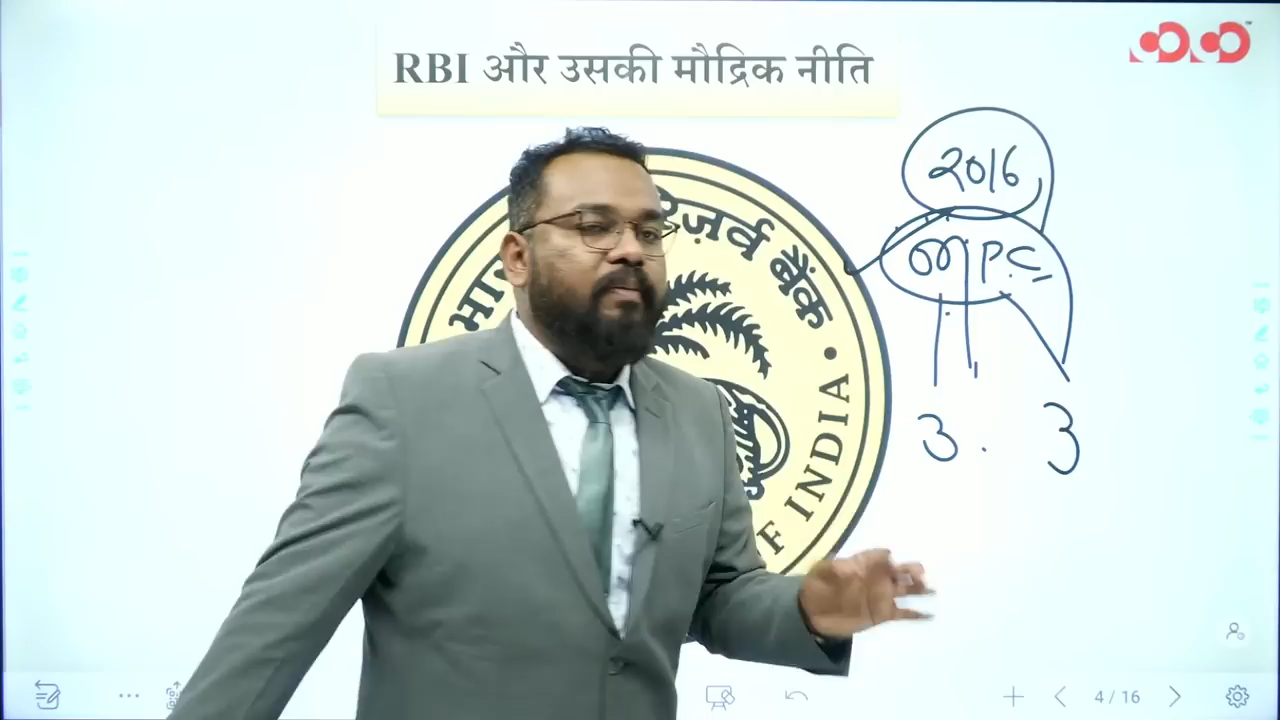 RBI और उसकी मौद्रिक नीति
2016
MPC
3 . 3
रिज़र्व बैंक
F INDIA
4 / 16